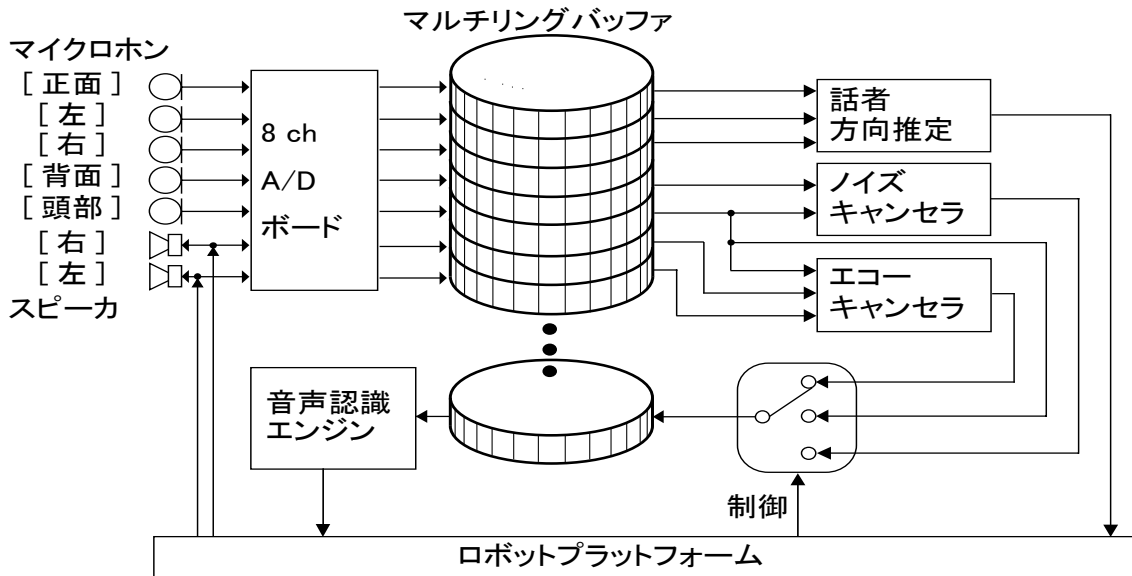 マルチリングバッファ
マイクロホン
[ 正面 ]
[ 左 ]
[ 右 ]
[ 背面 ]
[ 頭部 ]
[ 右 ]
[ 左 ]
スピーカ
8 ch
A/D
ボード
話者
方向推定
ノイズ
キャンセラ
エコー
キャンセラ
音声認識
エンジン
制御
ロボットプラットフォーム